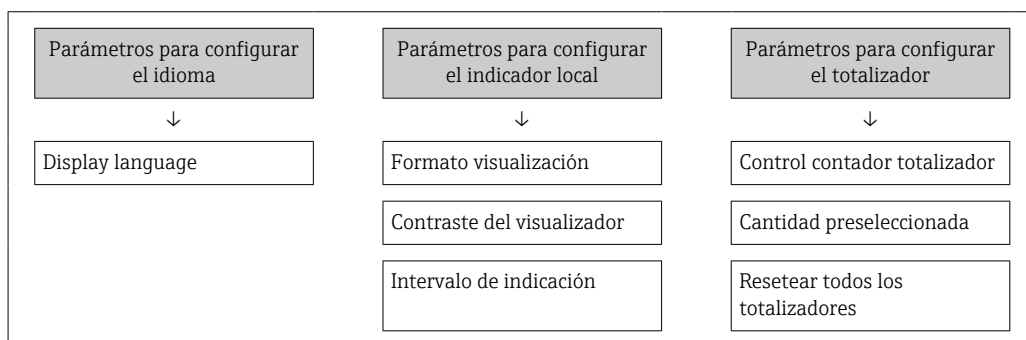 Parámetros para configurar
el idioma
Parámetros para configurar
el indicador local
Parámetros para configurar
el totalizador
↓
↓
↓
Display language
Formato visualización
Control contador totalizador
Contraste del visualizador
Cantidad preseleccionada
Intervalo de indicación
Resetear todos los
totalizadores